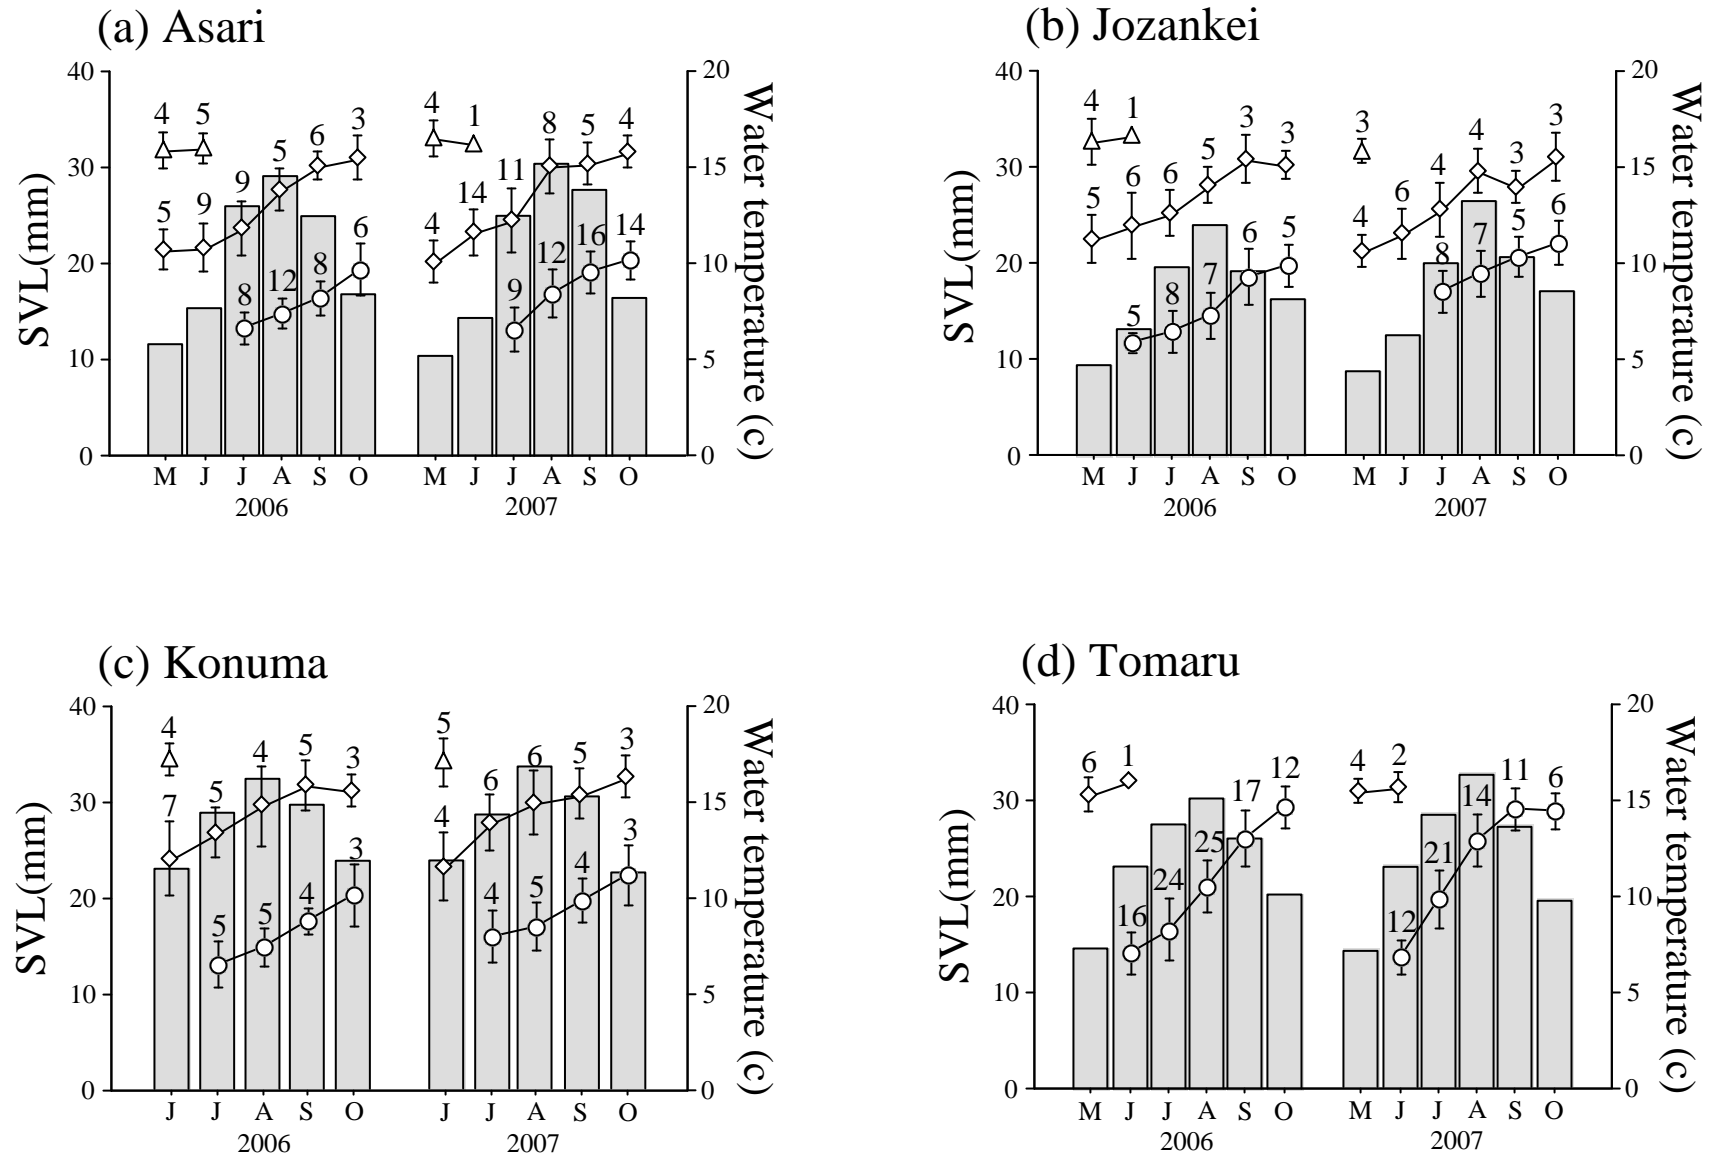 (a) Asari
40
30
20
10
0
SVL(mm)
20
15
10
5
0
Water temperature (c)
4 5
5 9 9 5 6 3
8 12 8 6
4 1
4 14 11 8 5 4
9 12 16 14
M J J A S O M J J A S O
2006 2007
(b) Jozankei
40
30
20
10
0
SVL(mm)
20
15
10
5
0
Water temperature (c)
4 1
5 6 6 5 3 3
5 8 7 6 5
3
4 6 4 4 3 3
8 7 5 6
M J J A S O M J J A S O
2006 2007
(c) Konuma
40
30
20
10
0
SVL(mm)
20
15
10
5
0
Water temperature (c)
4
7 5 4 5 3
5 5 4 3
5
4 6 6 5 3
4 5 4 3
J J A S O J J A S O
2006 2007
(d) Tomaru
40
30
20
10
0
SVL(mm)
20
15
10
5
0
Water temperature (c)
6 1
16 24 25 17 12
4 2
12 21 14 11 6
M J J A S O M J J A S O
2006 2007